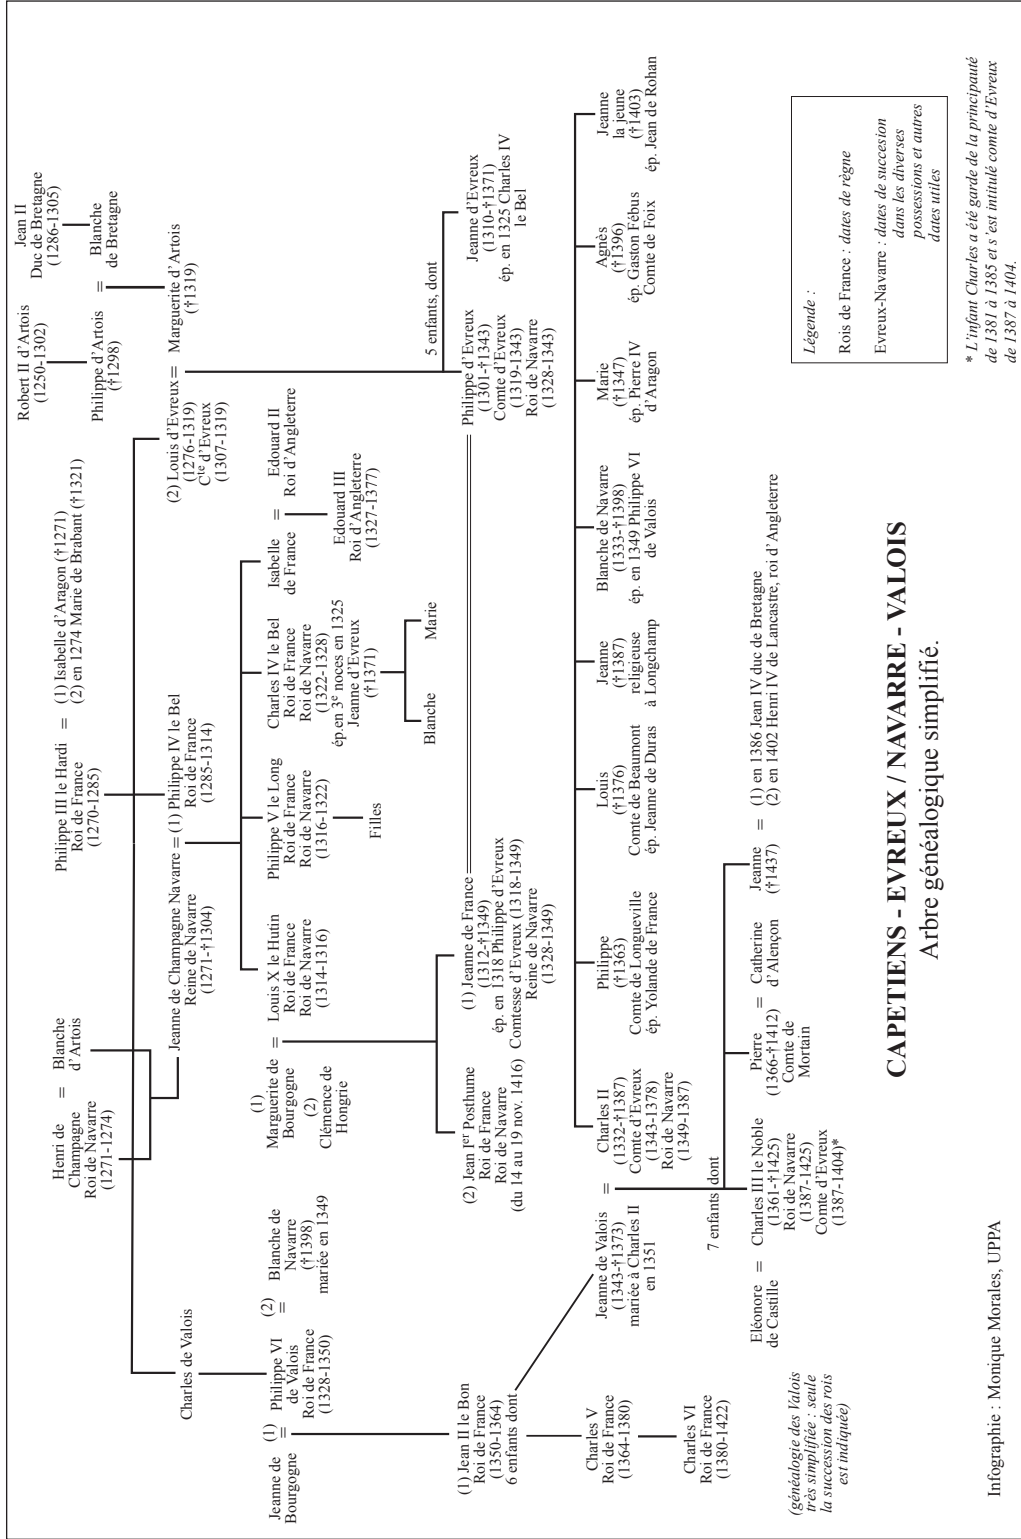 Henri de
Champagne
Roi de Navarre
(1271-1274)
=
Blanche
d'Artois
Philippe III le Hardi
Roi de France
(1270-1285)
=
(1) Isabelle d'Aragon (†1271)
(2) en 1274 Marie de Brabant (†1321)
Robert II d'Artois
(1250-1302)
Jean II
Duc de Bretagne
(1286-1305)
Philippe d'Artois
(†1298)
=
Blanche
de Bretagne
Charles de Valois
Jeanne de Champagne Navarre
Reine de Navarre
(1271-†1304)
=
(1) Philippe IV le Bel
Roi de France
(1285-1314)
(2) Louis d'Evreux
(1276-1319)
Cte d'Evreux
(1307-1319)
=
Marguerite d'Artois
(†1319)
Jeanne de
Bourgogne
(1)
=
Philippe VI
de Valois
Roi de France
(1328-1350)
(2)
=
Blanche de
Navarre
(†1398)
mariée en 1349
(1)
Marguerite de
Bourgogne
(2)
Clémence de
Hongrie
=
Louis X le Hutin
Roi de France
Roi de Navarre
(1314-1316)
Philippe V le Long
Roi de France
Roi de Navarre
(1316-1322)
Filles
Charles IV le Bel
Roi de France
Roi de Navarre
(1322-1328)
ép.en 3e noces en 1325
Jeanne d'Evreux
(†1371)
Blanche
Marie
Isabelle
de France
=
Edouard II
Roi d'Angleterre
Edouard III
Roi d'Angleterre
(1327-1377)
5 enfants, dont
(1) Jean II le Bon
Roi de France
(1350-1364)
6 enfants dont
(2) Jean Ier Posthume
Roi de France
Roi de Navarre
(du 14 au 19 nov. 1416)
(1) Jeanne de France
(1312-†1349)
ép. en 1318 Philippe d'Evreux
Comtesse d'Evreux (1318-1349)
Reine de Navarre
(1328-1349)
Philippe d'Evreux
(1301-†1343)
Comte d'Evreux
(1319-1343)
Roi de Navarre
(1328-1343)
Jeanne d'Evreux
(1310-†1371)
ép. en 1325 Charles IV
le Bel
Charles V
Roi de France
(1364-1380)
Charles VI
Roi de France
(1380-1422)
Jeanne de Valois
(1343-†1373)
mariée à Charles II
en 1351
=
Charles II
(1332-†1387)
Comte d'Evreux
(1343-1378)
Roi de Navarre
(1349-1387)
Philippe
(†1363)
Comte de Longueville
ép. Yolande de France
Louis
(†1376)
Comte de Beaumont
ép. Jeanne de Duras
Jeanne
(†1387)
religieuse
à Longchamp
Blanche de Navarre
(1333-†1398)
ép. en 1349 Philippe VI
de Valois
Marie
(†1347)
ép. Pierre IV
d'Aragon
Agnès
(†1396)
ép. Gaston Fébus
Comte de Foix
Jeanne
la jeune
(†1403)
ép. Jean de Rohan
7 enfants dont
Eléonore
de Castille
=
Charles III le Noble
(1361-†1425)
Roi de Navarre
(1387-1425)
Comte d'Evreux
(1387-1404)*
Pierre
(1366-†1412)
Comte de
Mortain
=
Catherine
d'Alençon
Jeanne
(†1437)
=
(1) en 1386 Jean IV duc de Bretagne
(2) en 1402 Henri IV de Lancastre, roi d'Angleterre
(généalogie des Valois
très simplifiée : seule
la succession des rois
est indiquée)
Légende :
Rois de France : dates de règne
Evreux-Navarre : dates de succesion
dans les diverses
possessions et autres
dates utiles
CAPETIENS - EVREUX / NAVARRE - VALOIS
Arbre généalogique simplifié.
* L'infant Charles a été garde de la principauté
de 1381 à 1385 et s'est intitulé comte d'Evreux
de 1387 à 1404.
Infographie : Monique Morales, UPPA